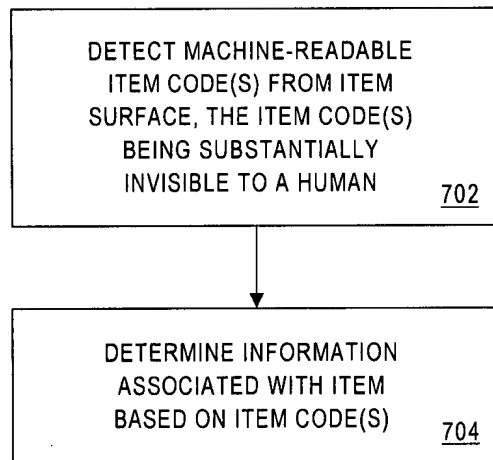 DETECT MACHINE-READABLE
ITEM CODE(S) FROM ITEM
SURFACE, THE ITEM CODE(S)
BEING SUBSTANTIALLY
INVISIBLE TO A HUMAN
702
DETERMINE INFORMATION
ASSOCIATED WITH ITEM
BASED ON ITEM CODE(S)
704